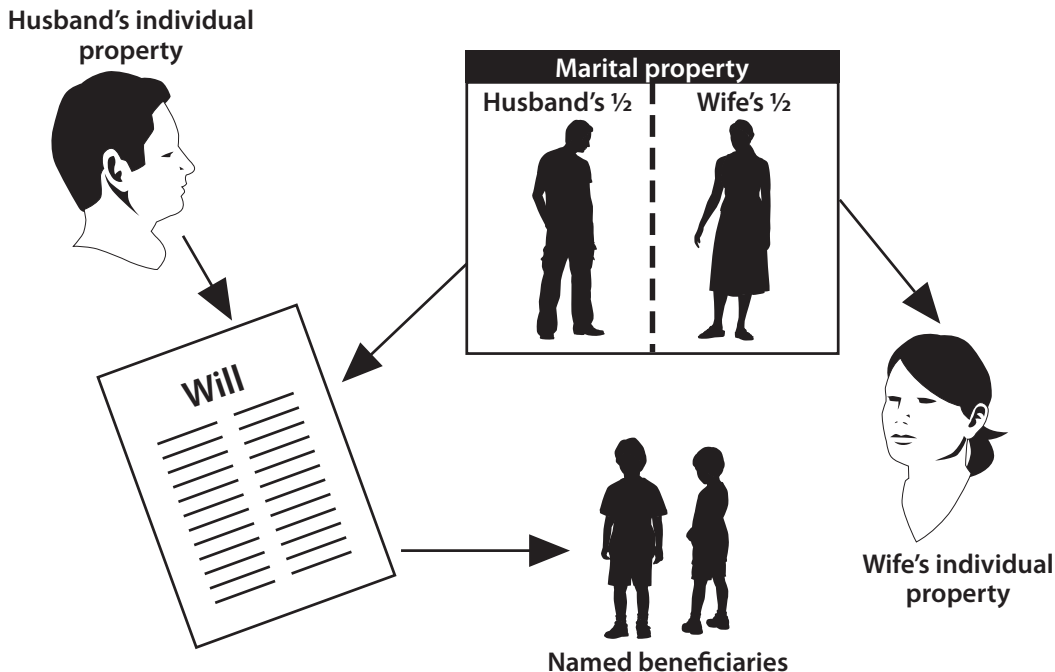 Husband's individual
property
Marital property
Husband's ½
Wife's ½
Will
Wife's individual
property
Named beneficiaries